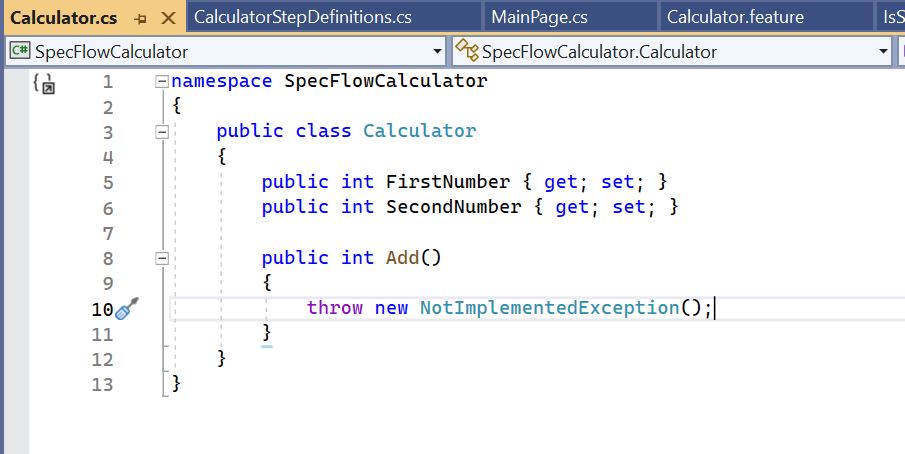 Calculator.cs CalculatorStepDefinitions.cs MainPage.cs Calculator.feature IsS
C# SpecFlowCalculator SpecFlowCalculator.Calculator
1 namespace SpecFlowCalculator
2 {
3 public class Calculator
4 {
5 public int FirstNumber { get; set; }
6 public int SecondNumber { get; set; }
7
8 public int Add()
9 {
10 throw new NotImplementedException();
11 }
12 }
13 }